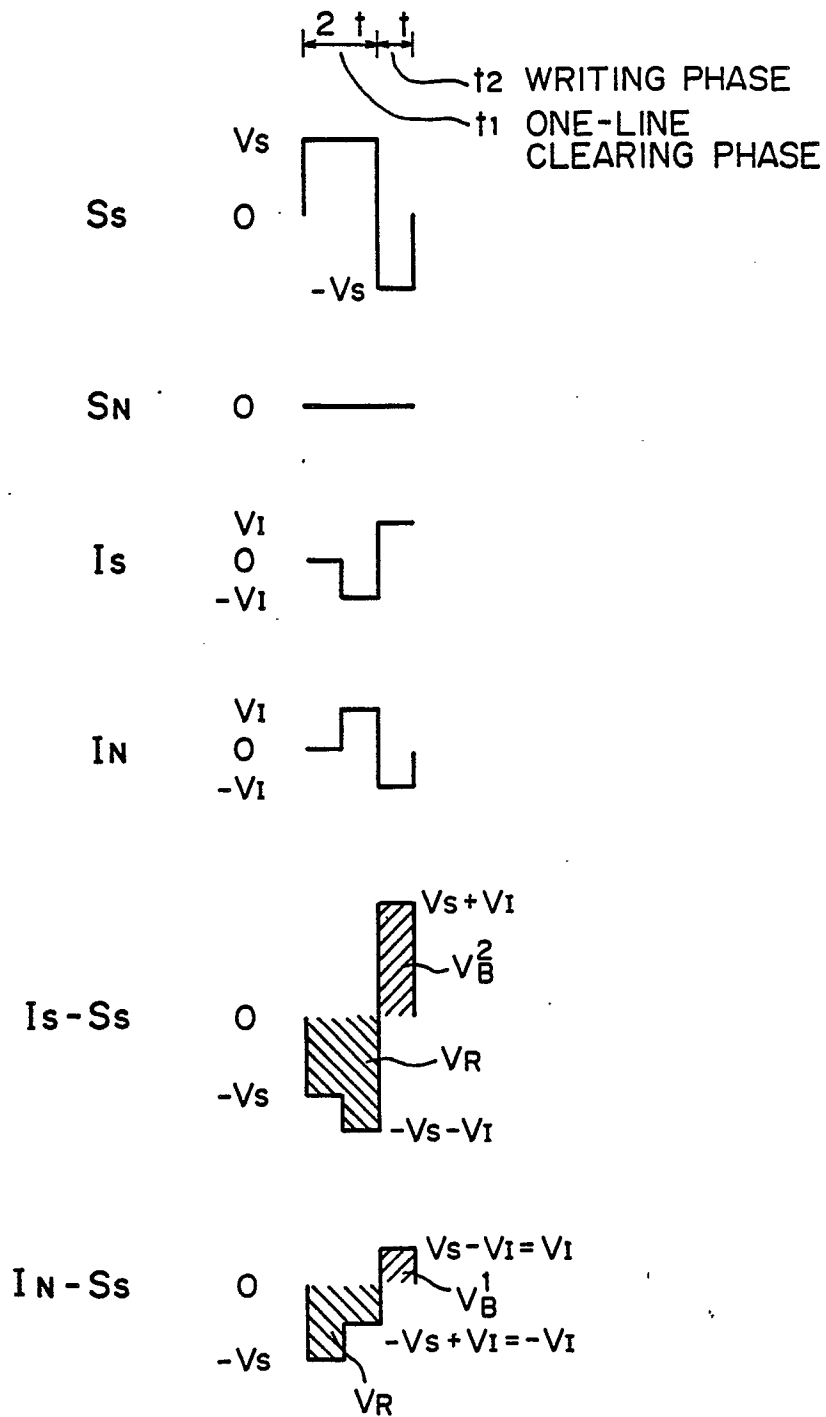 2 t t
t2 WRITING PHASE
t1 ONE-LINE
CLEARING PHASE
Vs
Ss 0
-Vs
SN 0
VI
Is 0
-VI
VI
IN 0
-VI
Vs+VI
V²B
Is-Ss 0
VR
-Vs
-Vs-VI
Vs-VI=VI
IN-Ss 0
V¹B
-Vs+VI=-VI
-Vs
VR